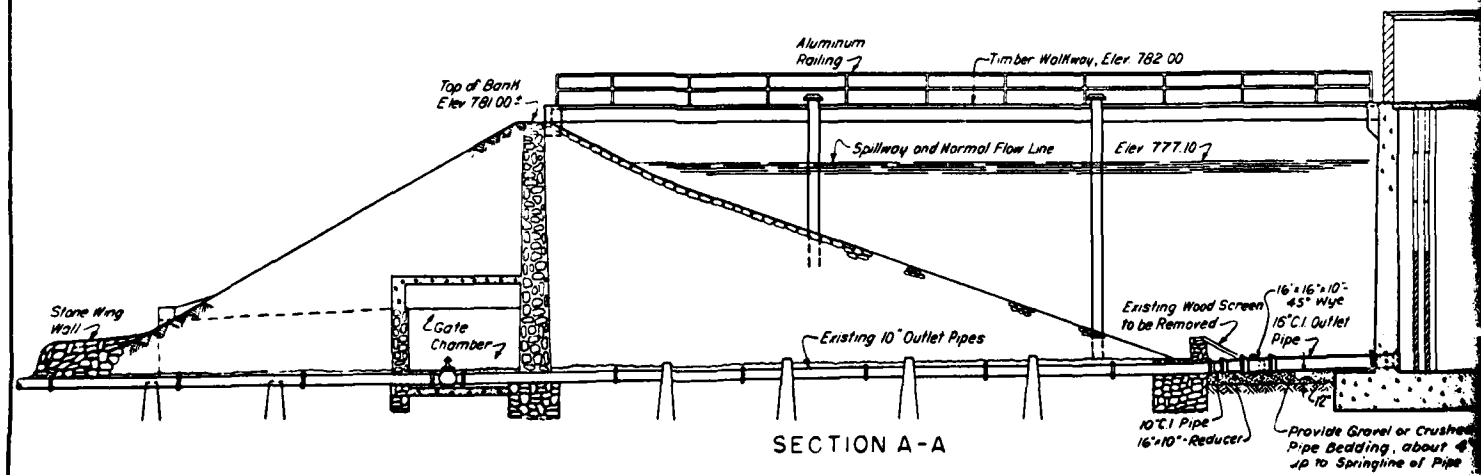 Aluminum
Railing
Timber Walkway, Elev. 782.00
Top of Bank
Elev 781.00±
Spillway and Normal Flow Line
Elev 777.10
Stone Wing
Wall
Gate
Chamber
Existing 10" Outlet Pipes
Existing Wood Screen
to be Removed
16"x16"x10"-
45° Wye
16" C.I. Outlet
Pipe
12"
10" C.I. Pipe
16"x10"-Reducer
Provide Gravel or Crushed
Pipe Bedding, about 4"
up to Springline of Pipe
SECTION A-A